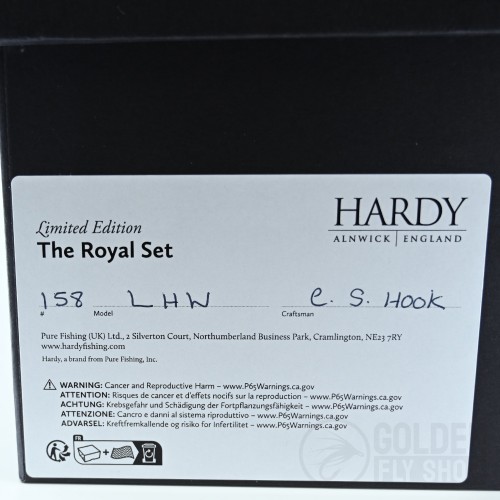 HARDY
ALNWICK | ENGLAND
Limited Edition
The Royal Set
158 LHW C. S. HOOK
# Model Craftsman
Pure Fishing (UK) Ltd., 2 Silverton Court, Northumberland Business Park, Cramlington, NE23 7RY
www.hardyfishing.com
Hardy, a brand from Pure Fishing, Inc.
WARNING: Cancer and Reproductive Harm – www.P65Warnings.ca.gov
ATTENTION: Risques de cancer et d'effets nocifs sur la reproduction – www.P65Warnings.ca.gov
ACHTUNG: Krebsgefahr und Schädigung der Fortpflanzungsfähigkeit – www.P65Warnings.ca.gov
ATTENZIONE: Cancro e danni al sistema riproduttivo – www.P65Warnings.ca.gov
ADVARSEL: Kreftfremkallende og risiko for Infertilitet – www.P65Warnings.ca.gov
FR
GOLDE
FLY SHO